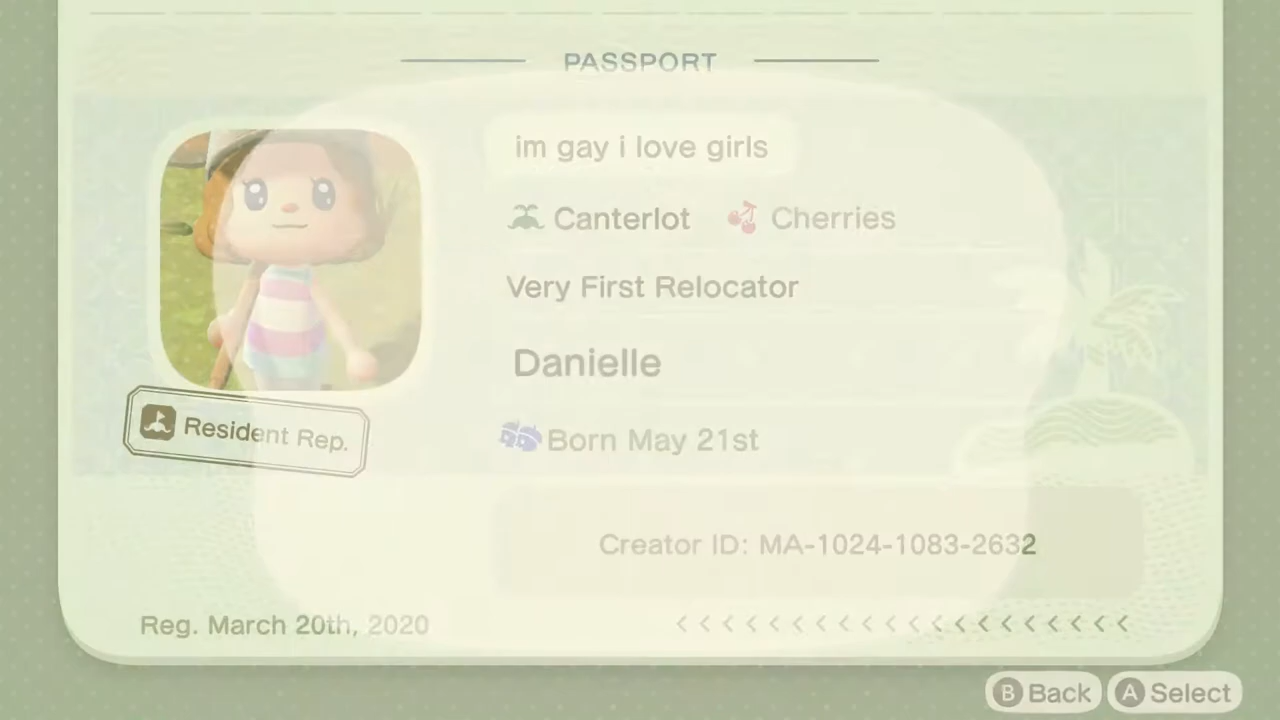 PASSPORT
im gay i love girls
Canterlot Cherries
Very First Relocator
Danielle
Resident Rep.
Born May 21st
Creator ID: MA-1024-1083-2632
Reg. March 20th, 2020 <<<<<<<<<<<<<<<<<<<<
B Back A Select